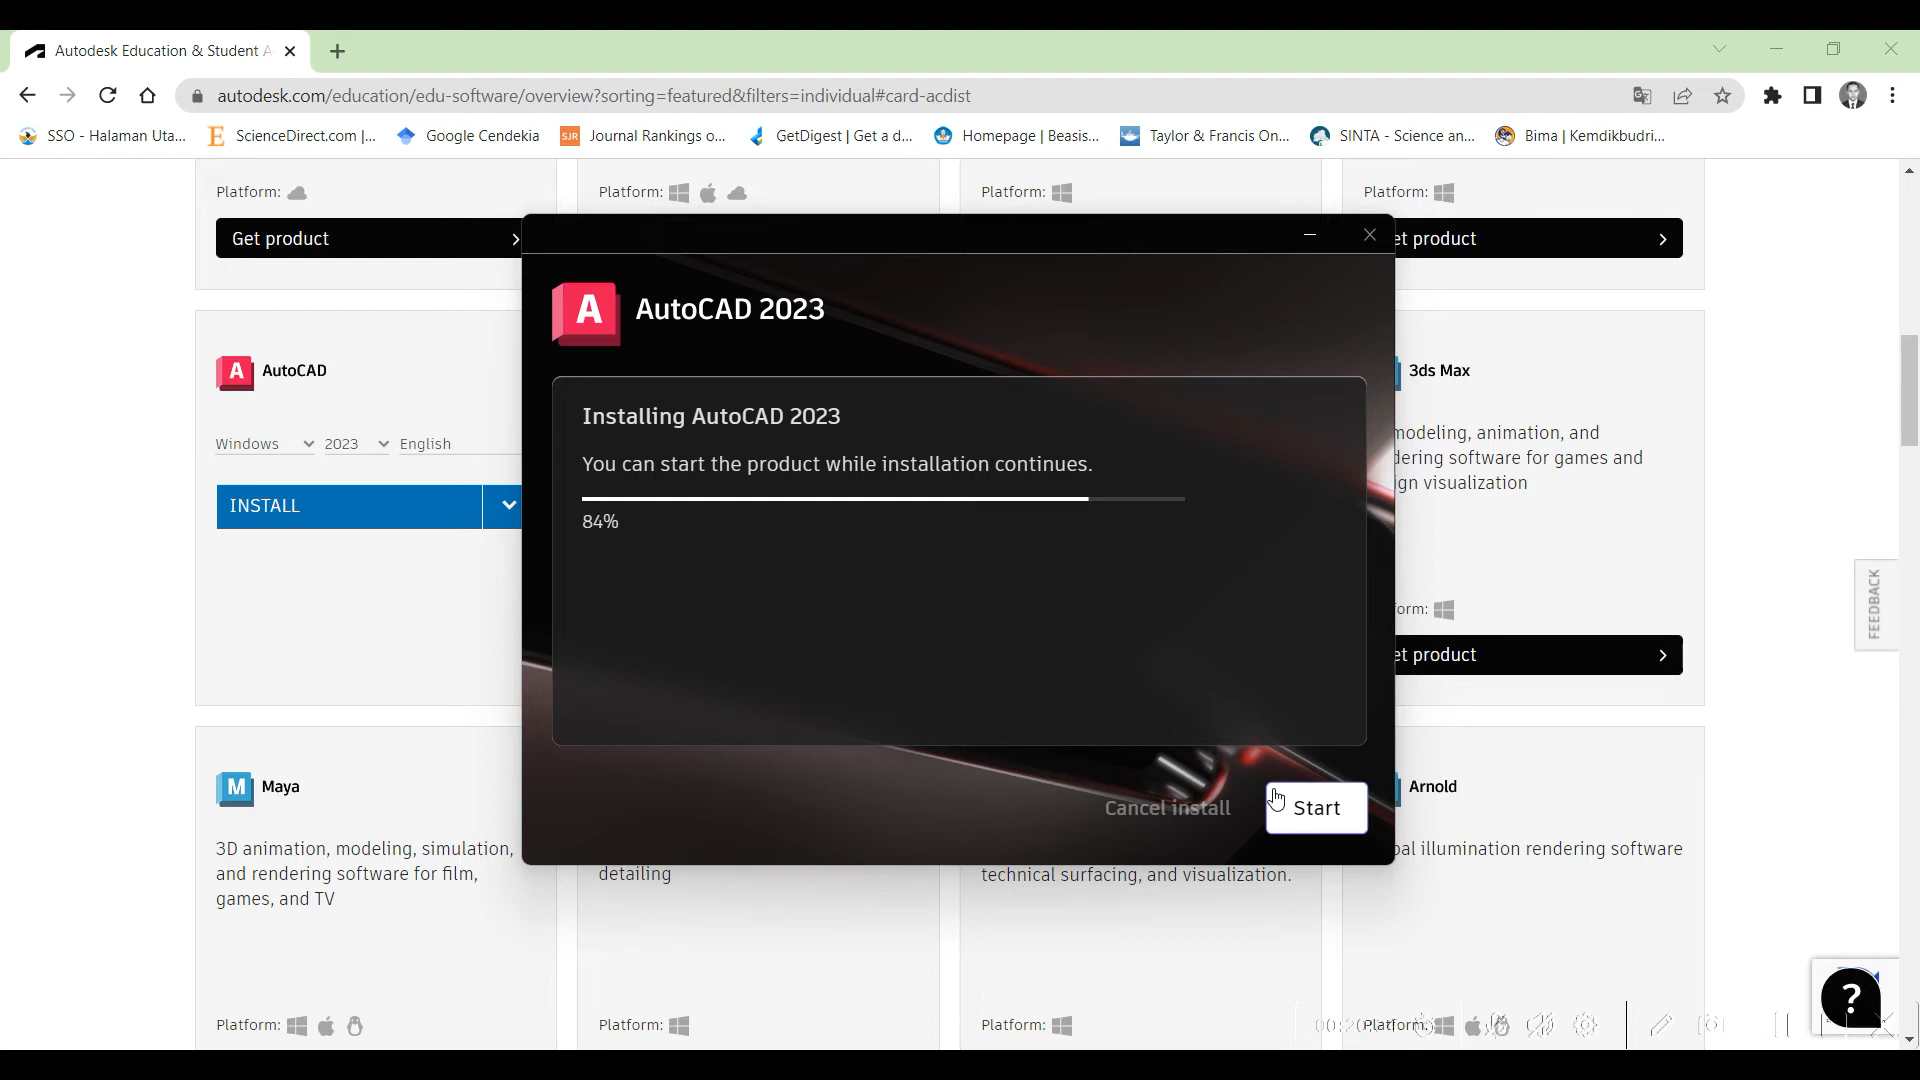 Autodesk Education & Student A
autodesk.com/education/edu-software/overview?sorting=featured&filters=individual#card-acdist
SSO - Halaman Uta...
E
ScienceDirect.com |...
Google Cendekia
SJR
Journal Rankings o...
GetDigest | Get a d...
Homepage | Beasis...
Taylor & Francis On...
SINTA - Science an...
Bima | Kemdikbudri...
Platform:
Platform:
Platform:
Platform:
Get product
et product
A
AutoCAD 2023
Installing AutoCAD 2023
You can start the product while installation continues.
84%
Cancel install
Start
A
AutoCAD
Windows
2023
English
INSTALL
3ds Max
modeling, animation, and
dering software for games and
gn visualization
form:
et product
FEEDBACK
M
Maya
3D animation, modeling, simulation,
and rendering software for film,
games, and TV
Platform:
detailing
Platform:
technical surfacing, and visualization.
Platform:
Arnold
bal illumination rendering software
Platform:
?